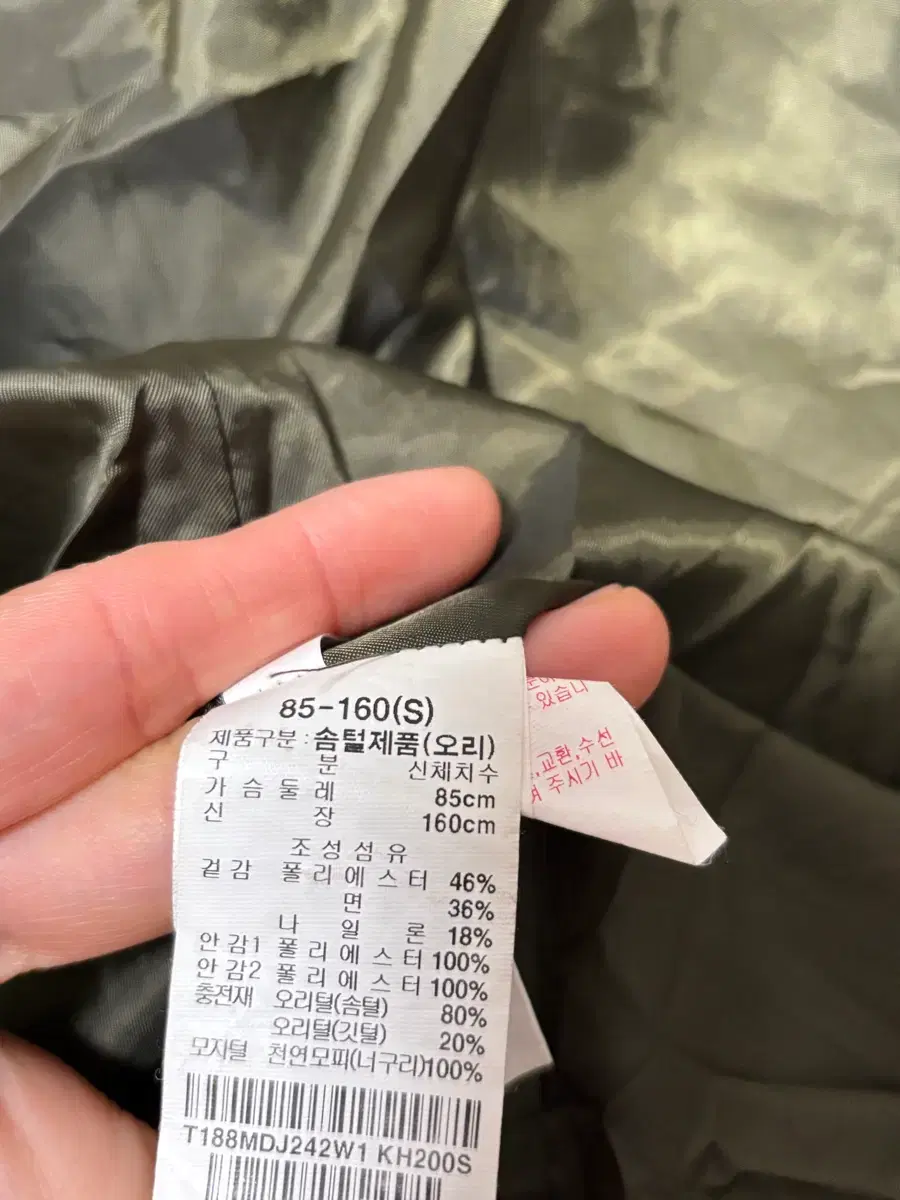 85-160(S)
제품구분 : 솜털제품(오리)
구 분 신체치수
가 슴 둘 레 85cm
신 장 160cm
조 성 섬 유
겉감 폴 리 에 스 터 46%
면 36%
나 일 론 18%
안 감1 폴 리 에 스 터 100%
안 감2 폴 리 에 스 터 100%
충전재 오리털(솜털) 80%
오리털(깃털) 20%
모자털 천연모피(너구리)100%
T188MDJ242W1 KH200S
있습니
교환,수선
주시기 바